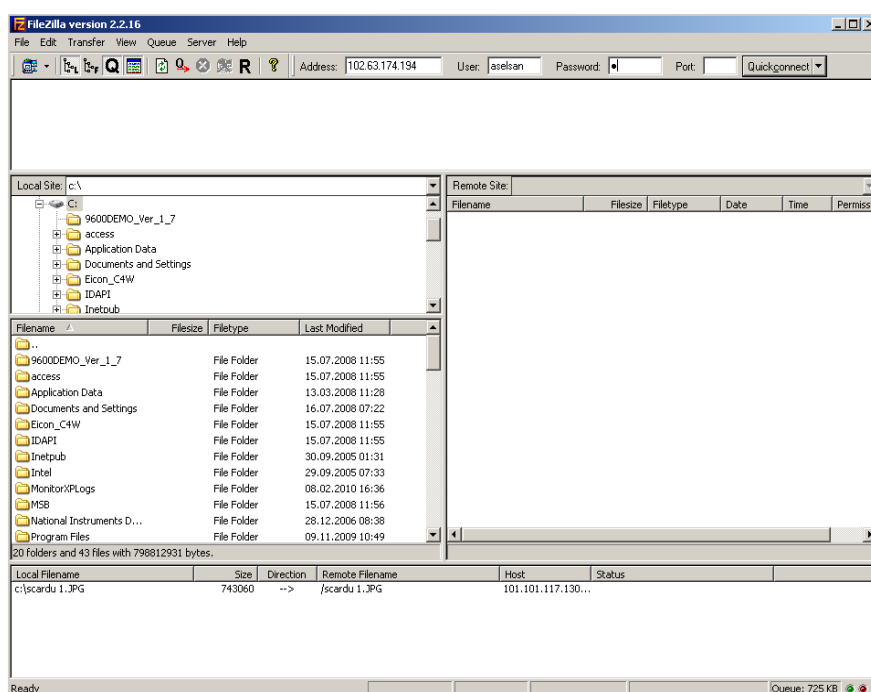 FileZilla version 2.2.16
File Edit Transfer View Queue Server Help
Address: 102.63.174.194 User: aselsan Password: Port: Quickconnect
Local Site: c:\
Remote Site:
C:
9600DEMO_Ver_1_7
access
Application Data
Documents and Settings
Eicon_C4W
IDAPI
Inetpub
Filename Filesize Filetype Date Time Permiss
Filename Filesize Filetype Last Modified
..
9600DEMO_Ver_1_7 File Folder 15.07.2008 11:55
access File Folder 15.07.2008 11:55
Application Data File Folder 13.03.2008 11:28
Documents and Settings File Folder 16.07.2008 07:22
Eicon_C4W File Folder 15.07.2008 11:55
IDAPI File Folder 15.07.2008 11:55
Inetpub File Folder 30.09.2005 01:31
Intel File Folder 29.09.2005 07:33
MonitorXPLogs File Folder 08.02.2010 16:36
MSB File Folder 15.07.2008 11:56
National Instruments D... File Folder 28.12.2006 08:38
Program Files File Folder 09.11.2009 10:49
20 folders and 43 files with 798812931 bytes.
Local Filename Size Direction Remote Filename Host Status
c:\scardu 1.JPG 743060 --> /scardu 1.JPG 101.101.117.130...
Ready Queue: 725 KB